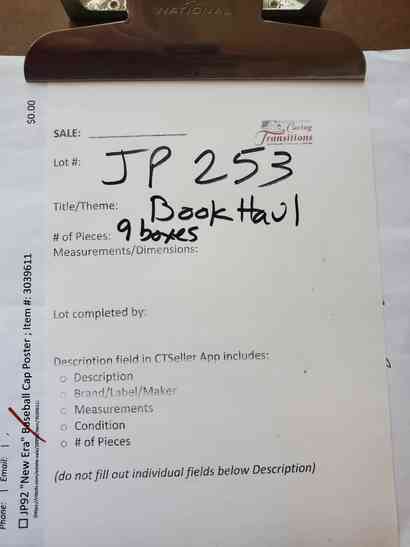 NATIONAL
SALE:
Caring
Transitions
Lot #: JP 253
Title/Theme: Book Haul
# of Pieces: 9 boxes
Measurements/Dimensions:
Lot completed by:
Description field in CTSeller App includes:
o Description
o Brand/Label/Maker
o Measurements
o Condition
o # of Pieces
(do not fill out individual fields below Description)
$0.00
JP92 "New Era" Baseball Cap Poster ; Item #: 3039611
Phone: | Email: | ,